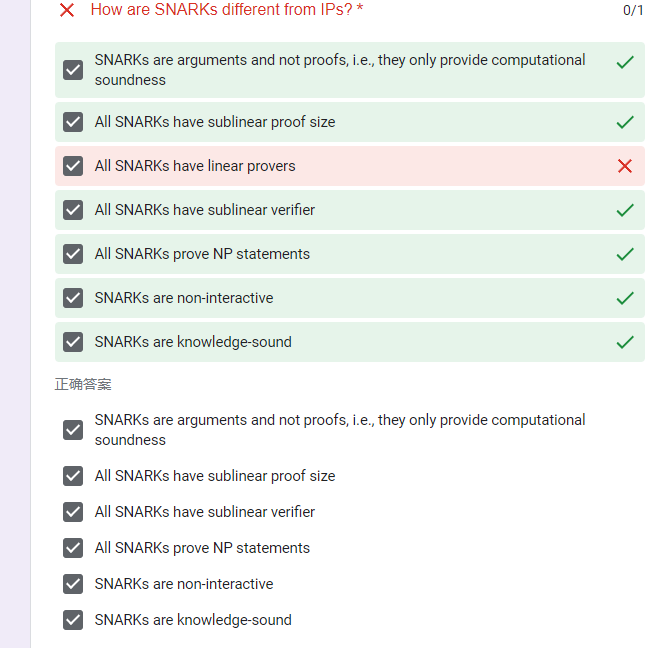 How are SNARKs different from IPs? *
0/1
SNARKs are arguments and not proofs, i.e., they only provide computational
soundness
All SNARKs have sublinear proof size
All SNARKs have linear provers
All SNARKs have sublinear verifier
All SNARKs prove NP statements
SNARKs are non-interactive
SNARKs are knowledge-sound
正确答案
SNARKs are arguments and not proofs, i.e., they only provide computational
soundness
All SNARKs have sublinear proof size
All SNARKs have sublinear verifier
All SNARKs prove NP statements
SNARKs are non-interactive
SNARKs are knowledge-sound